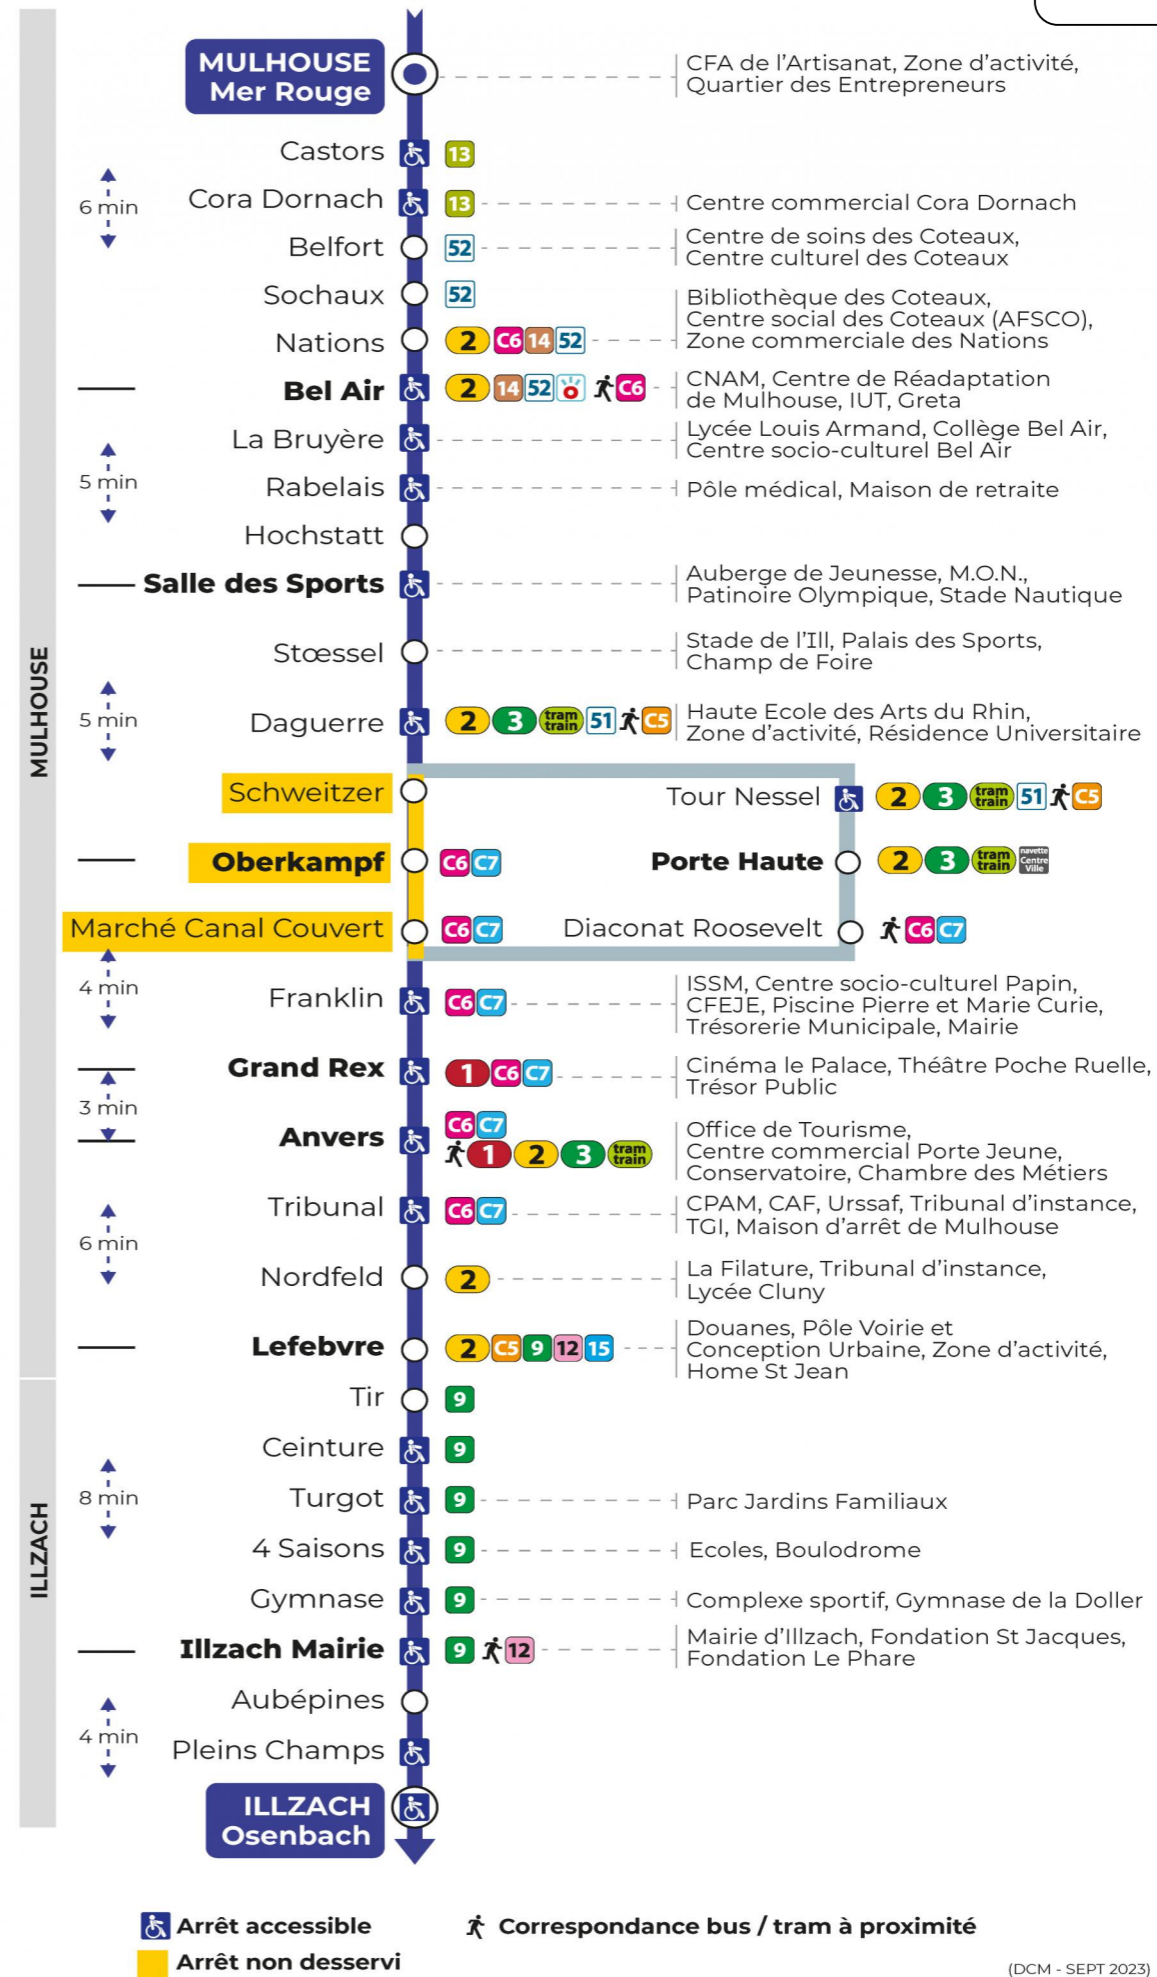 MULHOUSE
Mer Rouge
CFA de l'Artisanat, Zone d'activité,
Quartier des Entrepreneurs
Castors 13
6 min
Cora Dornach 13 Centre commercial Cora Dornach
Belfort 52
Centre de soins des Coteaux,
Centre culturel des Coteaux
Sochaux 52
Nations 2 C6 14 52
Bibliothèque des Coteaux,
Centre social des Coteaux (AFSCO),
Zone commerciale des Nations
Bel Air 2 14 52 C6
CNAM, Centre de Réadaptation
de Mulhouse, IUT, Greta
La Bruyère
Lycée Louis Armand, Collège Bel Air,
Centre socio-culturel Bel Air
5 min
Rabelais Pôle médical, Maison de retraite
Hochstatt
Salle des Sports
Auberge de Jeunesse, M.O.N.,
Patinoire Olympique, Stade Nautique
MULHOUSE
Stœssel
Stade de l'Ill, Palais des Sports,
Champ de Foire
5 min
Daguerre 2 3 tram train 51 C5
Haute Ecole des Arts du Rhin,
Zone d'activité, Résidence Universitaire
Schweitzer
Tour Nessel 2 3 tram train 51 C5
Oberkampf C6 C7
Porte Haute 2 3 tram train navette Centre Ville
Marché Canal Couvert C6 C7
Diaconat Roosevelt C6 C7
4 min
Franklin C6 C7
ISSM, Centre socio-culturel Papin,
CFEJE, Piscine Pierre et Marie Curie,
Trésorerie Municipale, Mairie
Grand Rex 1 C6 C7
Cinéma le Palace, Théâtre Poche Ruelle,
Trésor Public
3 min
Anvers C6 C7
1 2 3 tram train
Office de Tourisme,
Centre commercial Porte Jeune,
Conservatoire, Chambre des Métiers
Tribunal C6 C7
CPAM, CAF, Urssaf, Tribunal d'instance,
TGI, Maison d'arrêt de Mulhouse
6 min
Nordfeld 2
La Filature, Tribunal d'instance,
Lycée Cluny
Lefebvre 2 C5 9 12 15
Douanes, Pôle Voirie et
Conception Urbaine, Zone d'activité,
Home St Jean
Tir 9
Ceinture 9
8 min
Turgot 9 Parc Jardins Familiaux
ILLZACH
4 Saisons 9 Ecoles, Boulodrome
Gymnase 9 Complexe sportif, Gymnase de la Doller
Illzach Mairie 9 12
Mairie d'Illzach, Fondation St Jacques,
Fondation Le Phare
Aubépines
4 min
Pleins Champs
ILLZACH
Osenbach
Arrêt accessible
Correspondance bus / tram à proximité
Arrêt non desservi
(DCM - SEPT 2023)